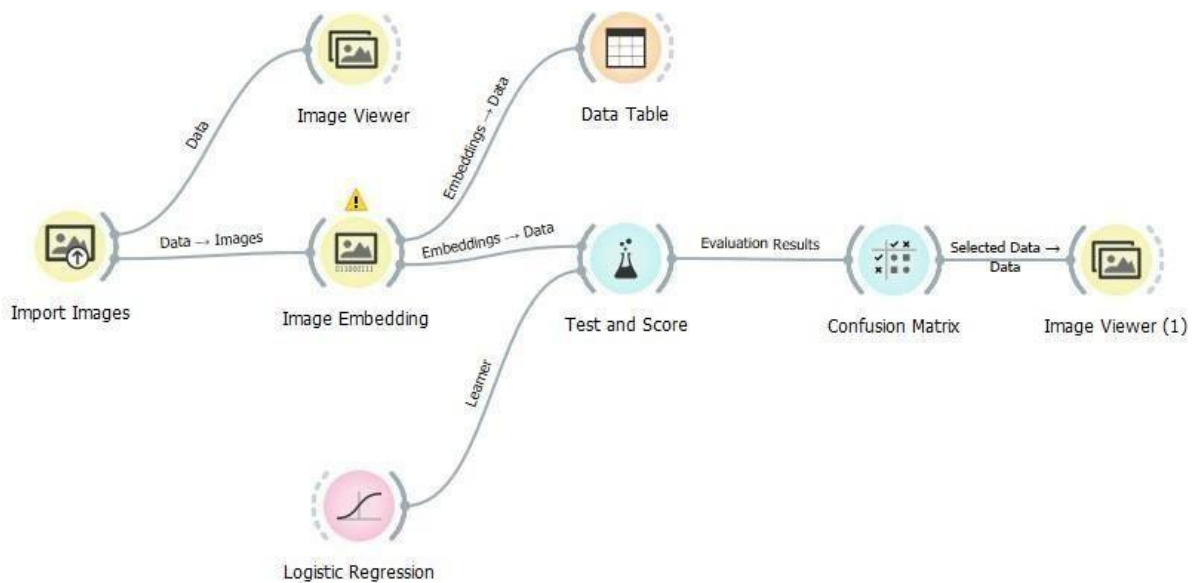 Image Viewer
Data Table
Data
Embeddings → Data
Data → Images
Embeddings → Data
Evaluation Results
Selected Data →
Data
Import Images
Image Embedding
011000111
Test and Score
Confusion Matrix
Image Viewer (1)
Learner
Logistic Regression